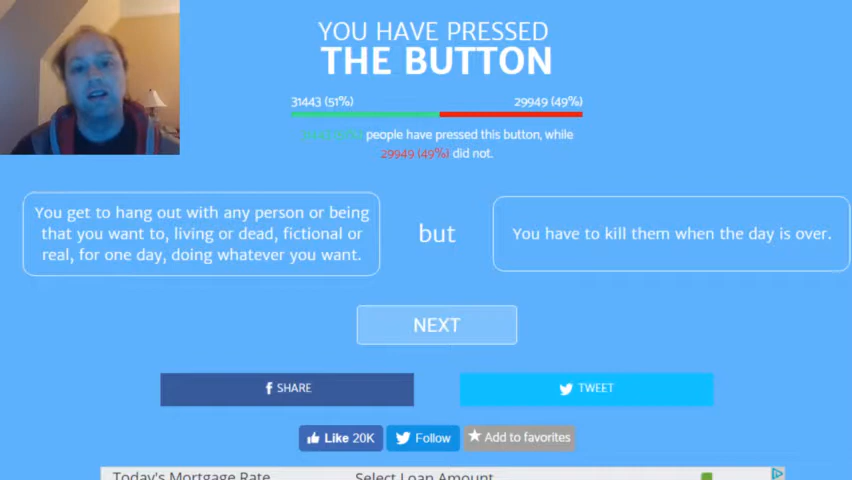 YOU HAVE PRESSED
THE BUTTON
31443 (51%)
29949 (49%)
people have pressed this button, while
29949 (49%) did not.
You get to hang out with any person or being
that you want to, living or dead, fictional or
real, for one day, doing whatever you want.
but
You have to kill them when the day is over.
NEXT
f SHARE
TWEET
Like 20K
Follow
Add to favorites
Today's Mortgage Rate
Select Loan Amount